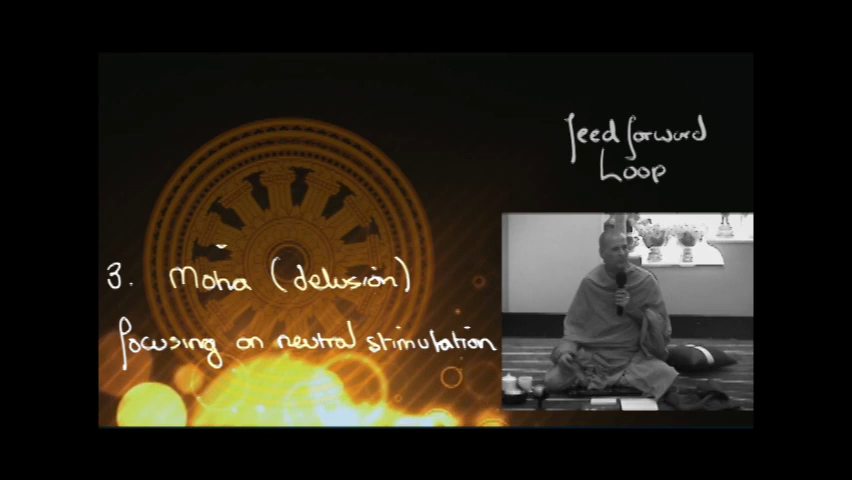 feed forward
Loop
3. Moha (delusion)
focusing on neutral stimulation